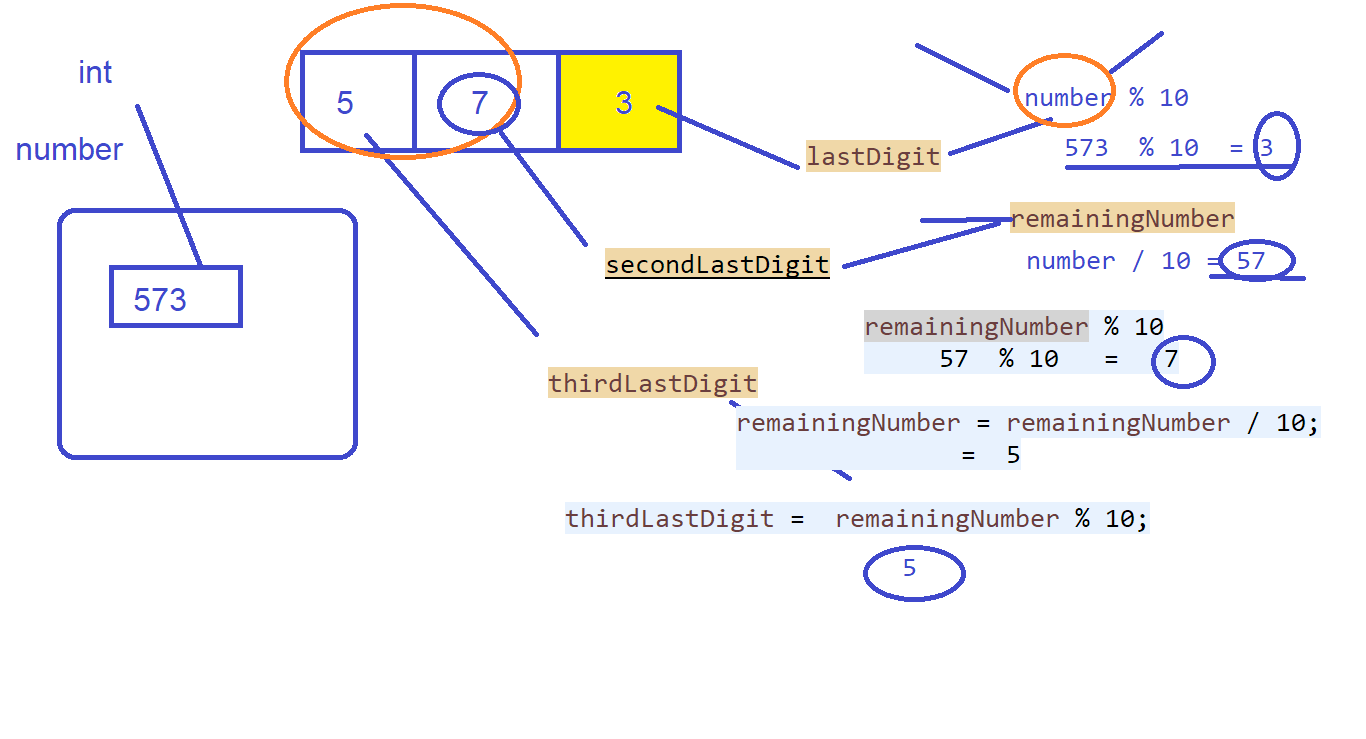 int
number
573
5 7 3
number % 10
lastDigit
573 % 10 = 3
remainingNumber
secondLastDigit
number / 10 = 57
remainingNumber % 10
57 % 10 = 7
thirdLastDigit
remainingNumber = remainingNumber / 10;
= 5
thirdLastDigit = remainingNumber % 10;
5